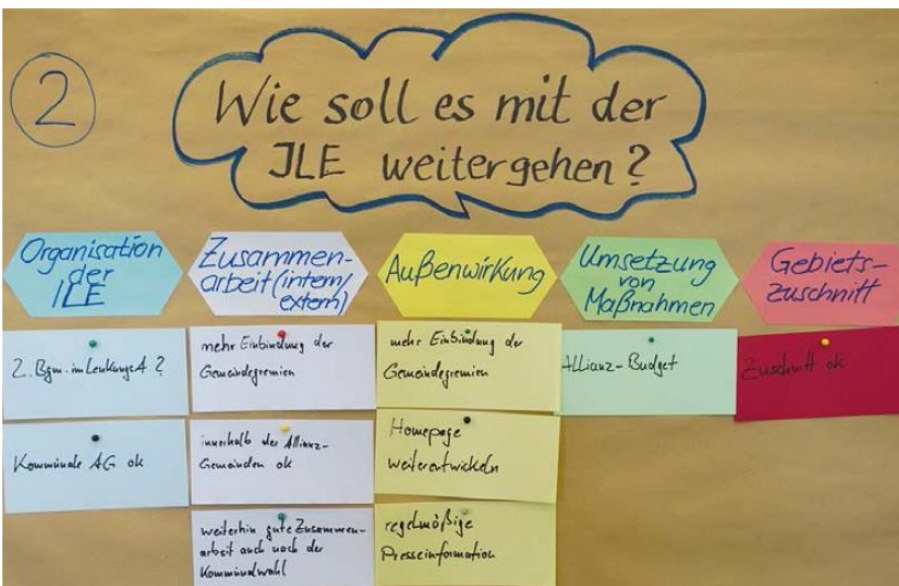 2
Wie soll es mit der
ILE weitergehen?
Organisation
der
ILE
2. Bgm. im LenkungsA ?
Kommunale AG ok
Zusammen-
arbeit (intern/
extern)
mehr Einbindung der
Gemeindegremien
innerhalb der Allianz-
Gemeinden ok
weiterhin gute Zusammen-
arbeit auch nach der
Kommunalwahl
Außenwirkung
mehr Einbindung der
Gemeindegremien
Homepage
weiterentwickeln
regelmäßige
Presseinformation
Umsetzung
von
Maßnahmen
Allianz-Budget
Gebiets-
zuschnitt
Zuschnitt ok